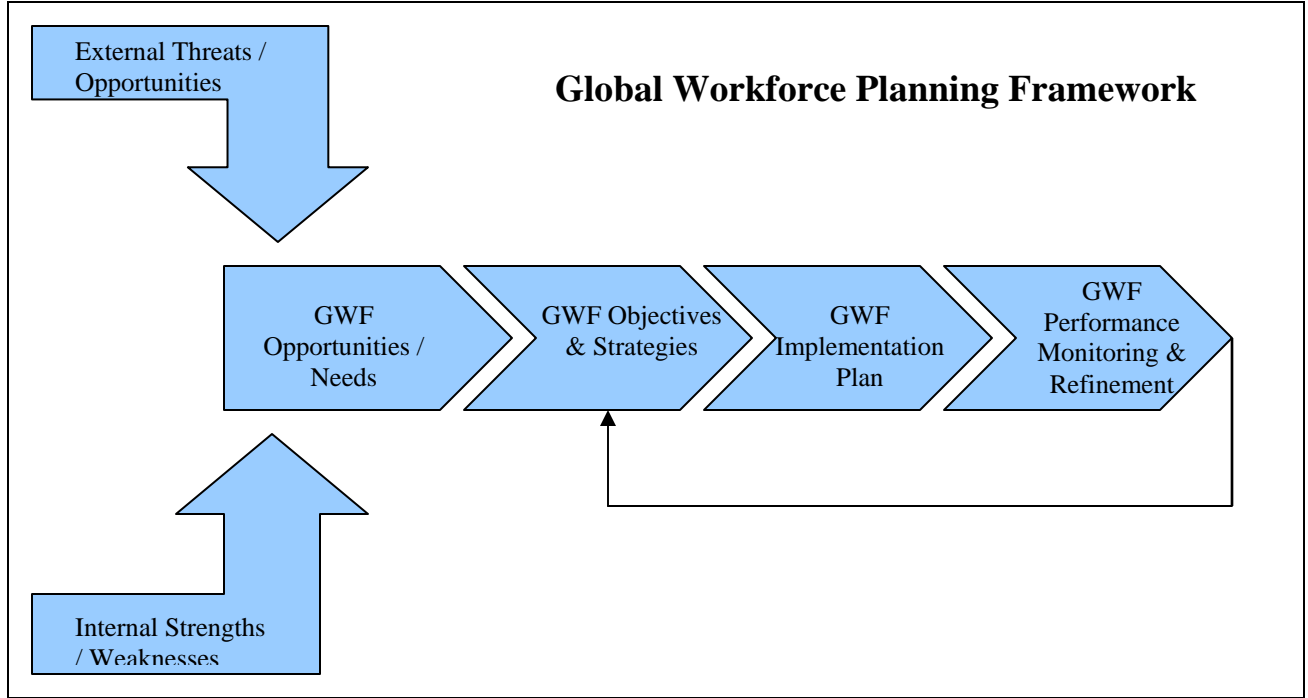 External Threats /
Opportunities
Global Workforce Planning Framework
GWF
Opportunities /
Needs
GWF Objectives
& Strategies
GWF
Implementation
Plan
GWF
Performance
Monitoring &
Refinement
Internal Strengths
/ Weaknesses